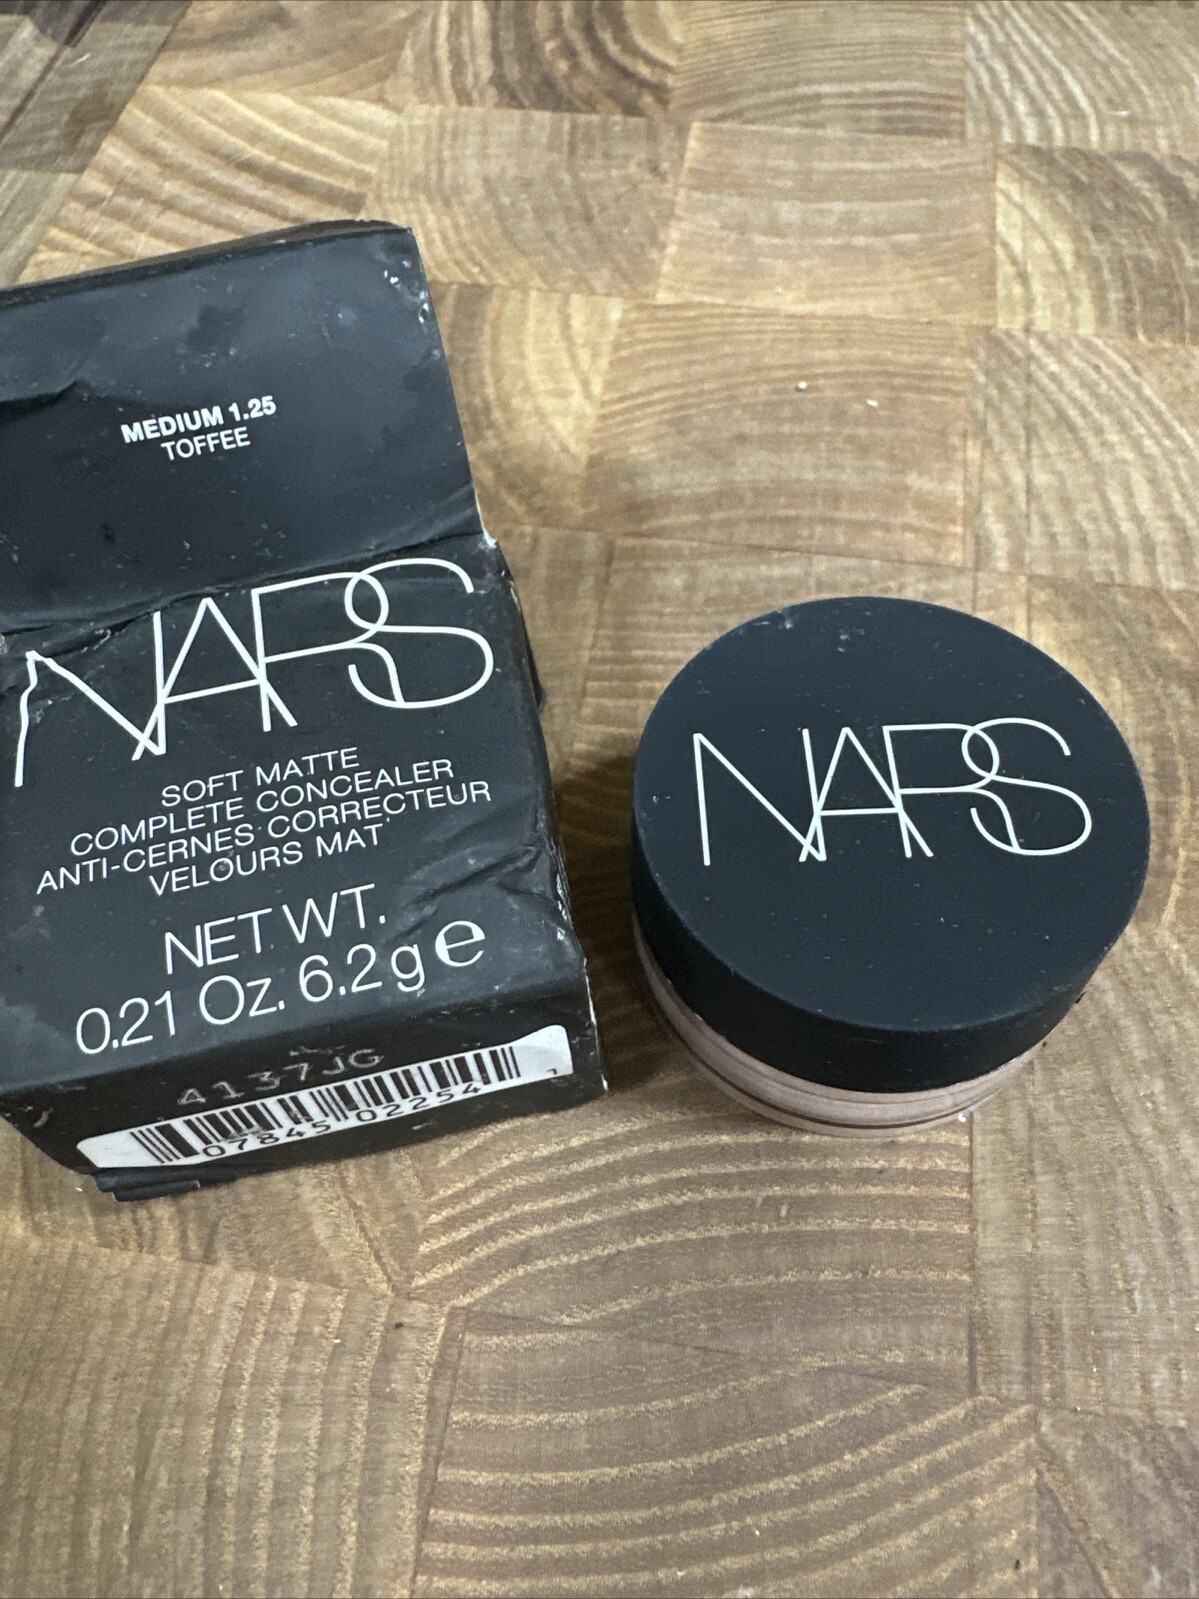 MEDIUM 1.25
TOFFEE
NARS
SOFT MATTE
COMPLETE CONCEALER
ANTI-CERNES CORRECTEUR
VELOURS MAT
NET WT.
0.21 Oz. 6.2 g e
4137JG
07845 02254
NARS